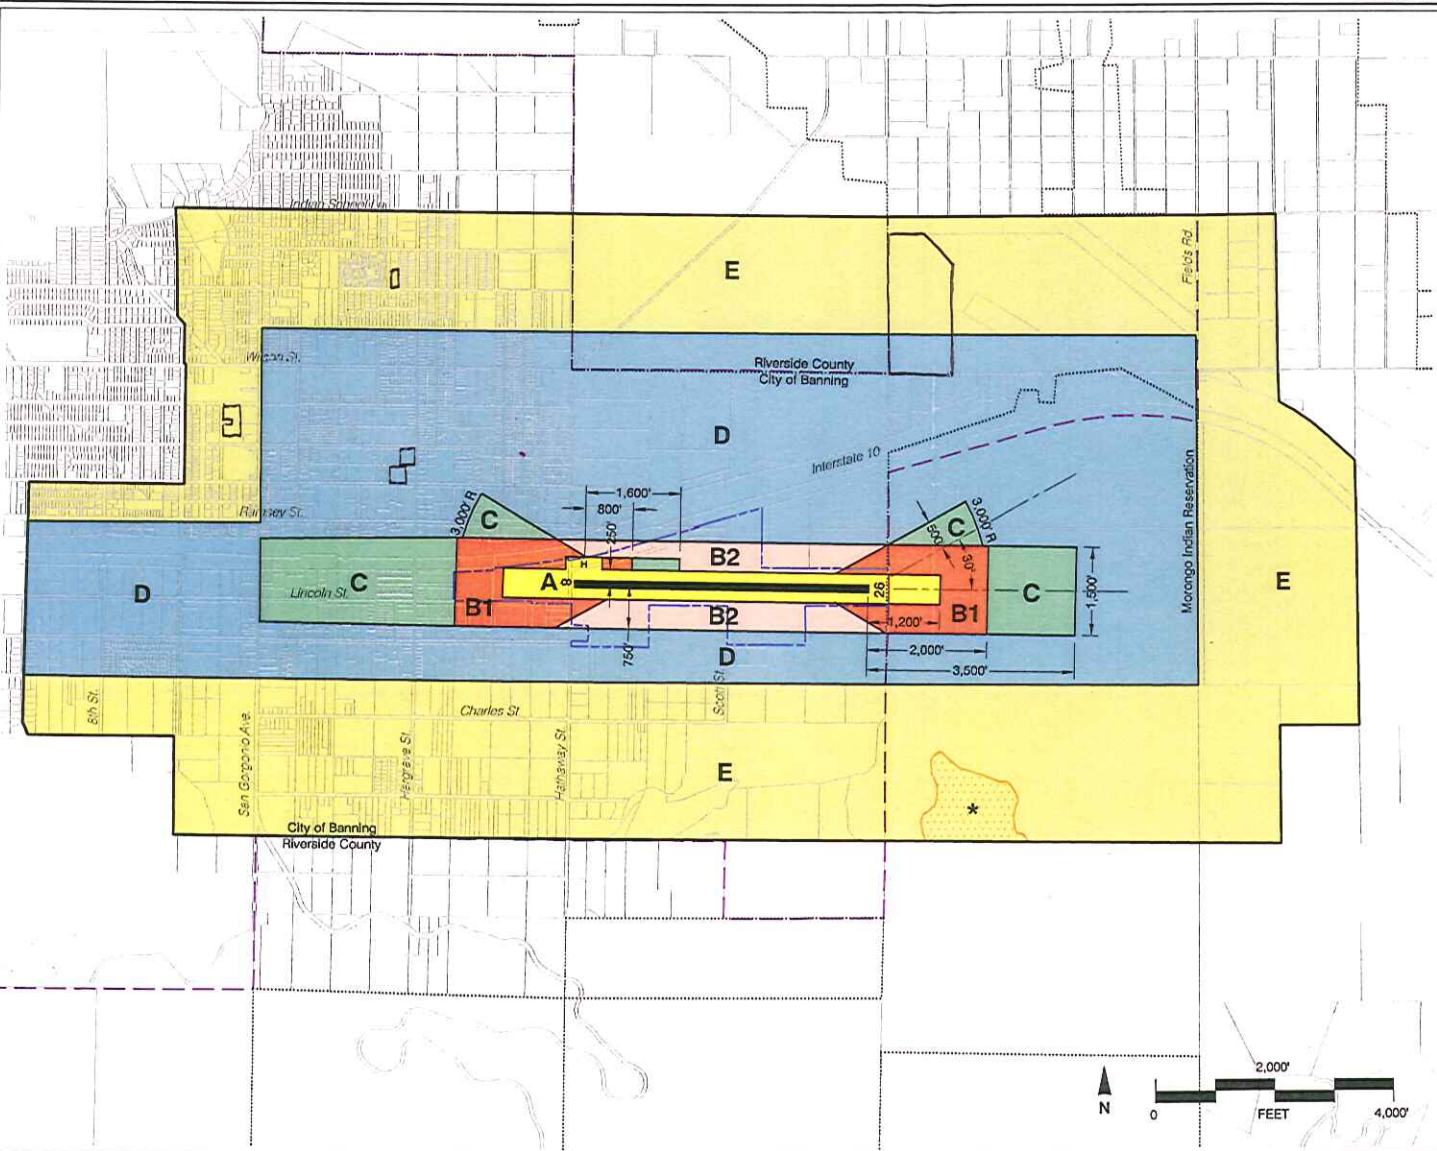 Indian School Ln
Fields Rd.
E
Wilson St.
Riverside County
City of Banning
D
Interstate 10
Morongo Indian Reservation
Ramsey St.
1,600'
800'
250'
3,000' R
C
3,000' R
C
500'
30°
B2
H
A
8
26
D
C
Lincoln St.
B1
B2
B1
C
1,500'
E
1,200'
2,000'
3,500'
750'
D
Scott St.
8th St.
San Gorgonio Ave.
Charles St
Hargrave St.
Hathaway St.
E
*
City of Banning
Riverside County
N
2,000'
0
FEET
4,000'